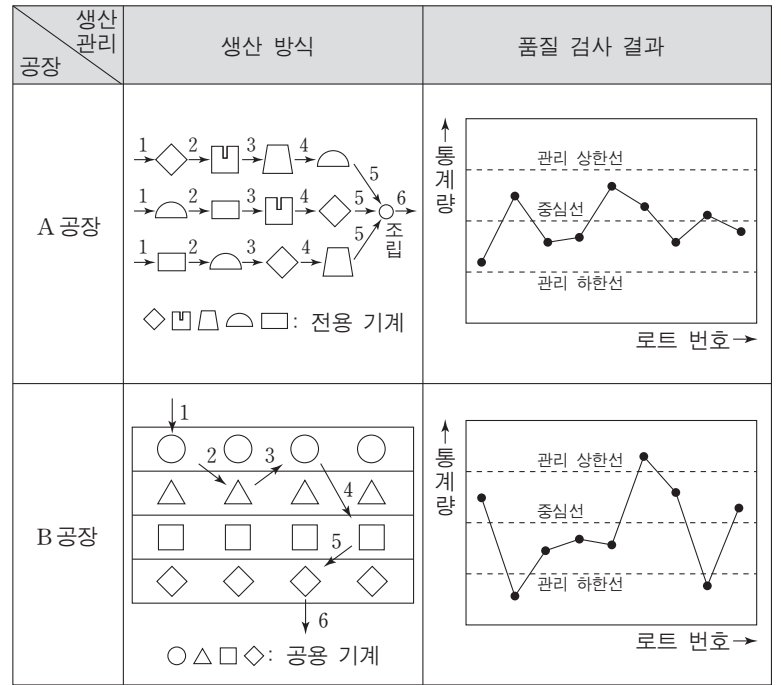 생산
관리
공장
생산 방식
품질 검사 결과
A 공장
1 2 3 4
5
1 2 3 4 5 6
조립
1 2 3 4 5
: 전용 기계
통계량
관리 상한선
중심선
관리 하한선
로트 번호
B 공장
1
2 3
4
5
6
: 공용 기계
통계량
관리 상한선
중심선
관리 하한선
로트 번호